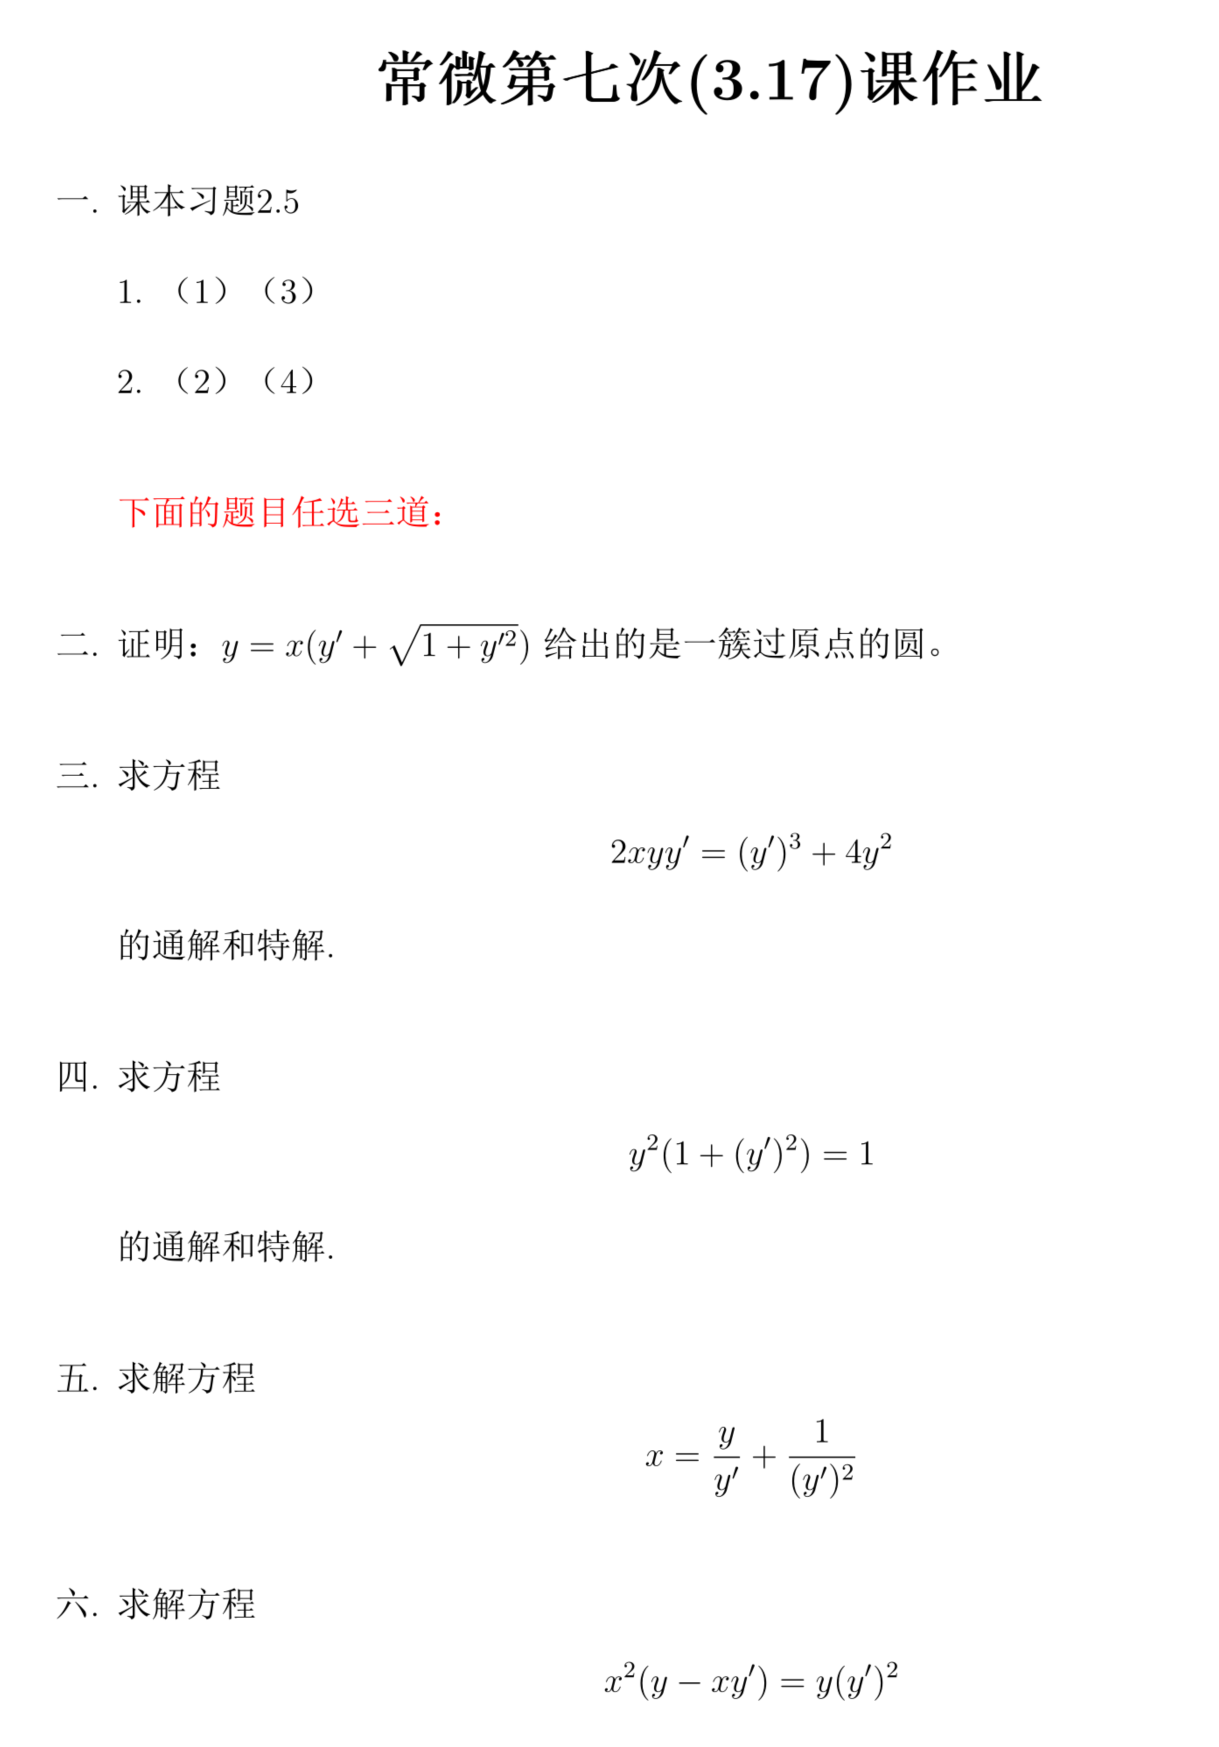 常微第七次(3.17)课作业
一. 课本习题2.5
1. （1）（3）
2. （2）（4）
下面的题目任选三道：
二. 证明：$y = x(y' + \sqrt{1 + y'^2})$ 给出的是一簇过原点的圆。
三. 求方程
$2xyy' = (y')^3 + 4y^2$
的通解和特解.
四. 求方程
$y^2(1 + (y')^2) = 1$
的通解和特解.
五. 求解方程
$x = \frac{y}{y'} + \frac{1}{(y')^2}$
六. 求解方程
$x^2(y - xy') = y(y')^2$